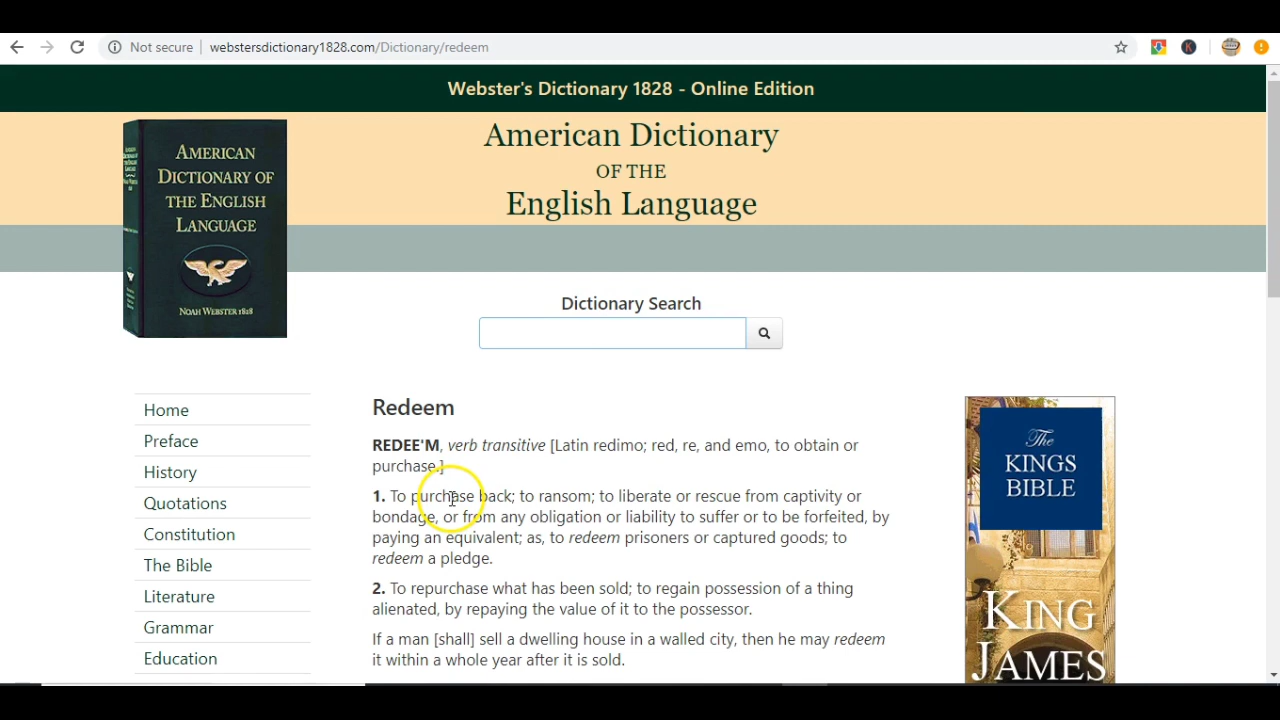 Not secure
webstersdictionary1828.com/Dictionary/redeem
Webster's Dictionary 1828 - Online Edition
American Dictionary
OF THE
English Language
AMERICAN
DICTIONARY OF
THE ENGLISH
LANGUAGE
NOAH WEBSTER 1828
Dictionary Search
Home
Preface
History
Quotations
Constitution
The Bible
Literature
Grammar
Education
Redeem
REDEE'M, verb transitive [Latin redimo; red, re, and emo, to obtain or
purchase.]
1. To purchase back; to ransom; to liberate or rescue from captivity or
bondage, or from any obligation or liability to suffer or to be forfeited, by
paying an equivalent; as, to redeem prisoners or captured goods; to
redeem a pledge.
2. To repurchase what has been sold; to regain possession of a thing
alienated, by repaying the value of it to the possessor.
If a man [shall] sell a dwelling house in a walled city, then he may redeem
it within a whole year after it is sold.
The
KINGS
BIBLE
KING
JAMES